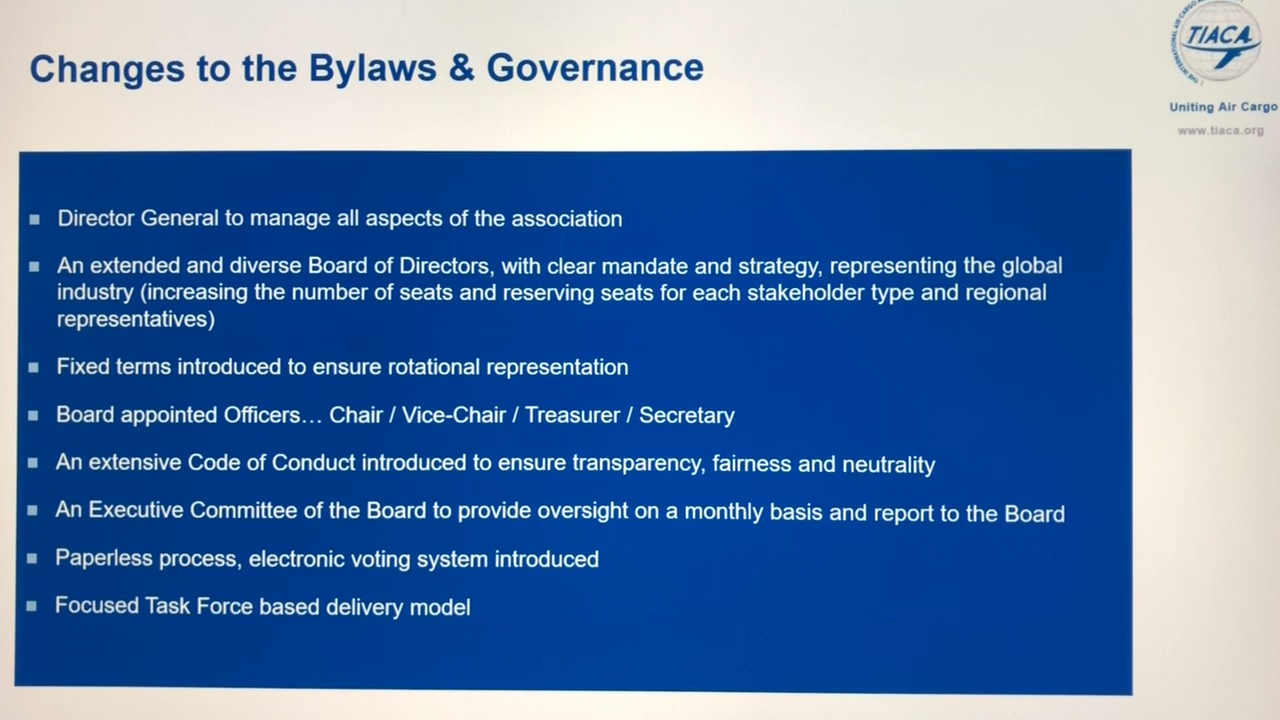 Changes to the Bylaws & Governance
TIACA
Uniting Air Cargo
www.tiaca.org
▪ Director General to manage all aspects of the association
▪ An extended and diverse Board of Directors, with clear mandate and strategy, representing the global
industry (increasing the number of seats and reserving seats for each stakeholder type and regional
representatives)
▪ Fixed terms introduced to ensure rotational representation
▪ Board appointed Officers… Chair / Vice-Chair / Treasurer / Secretary
▪ An extensive Code of Conduct introduced to ensure transparency, fairness and neutrality
▪ An Executive Committee of the Board to provide oversight on a monthly basis and report to the Board
▪ Paperless process, electronic voting system introduced
▪ Focused Task Force based delivery model